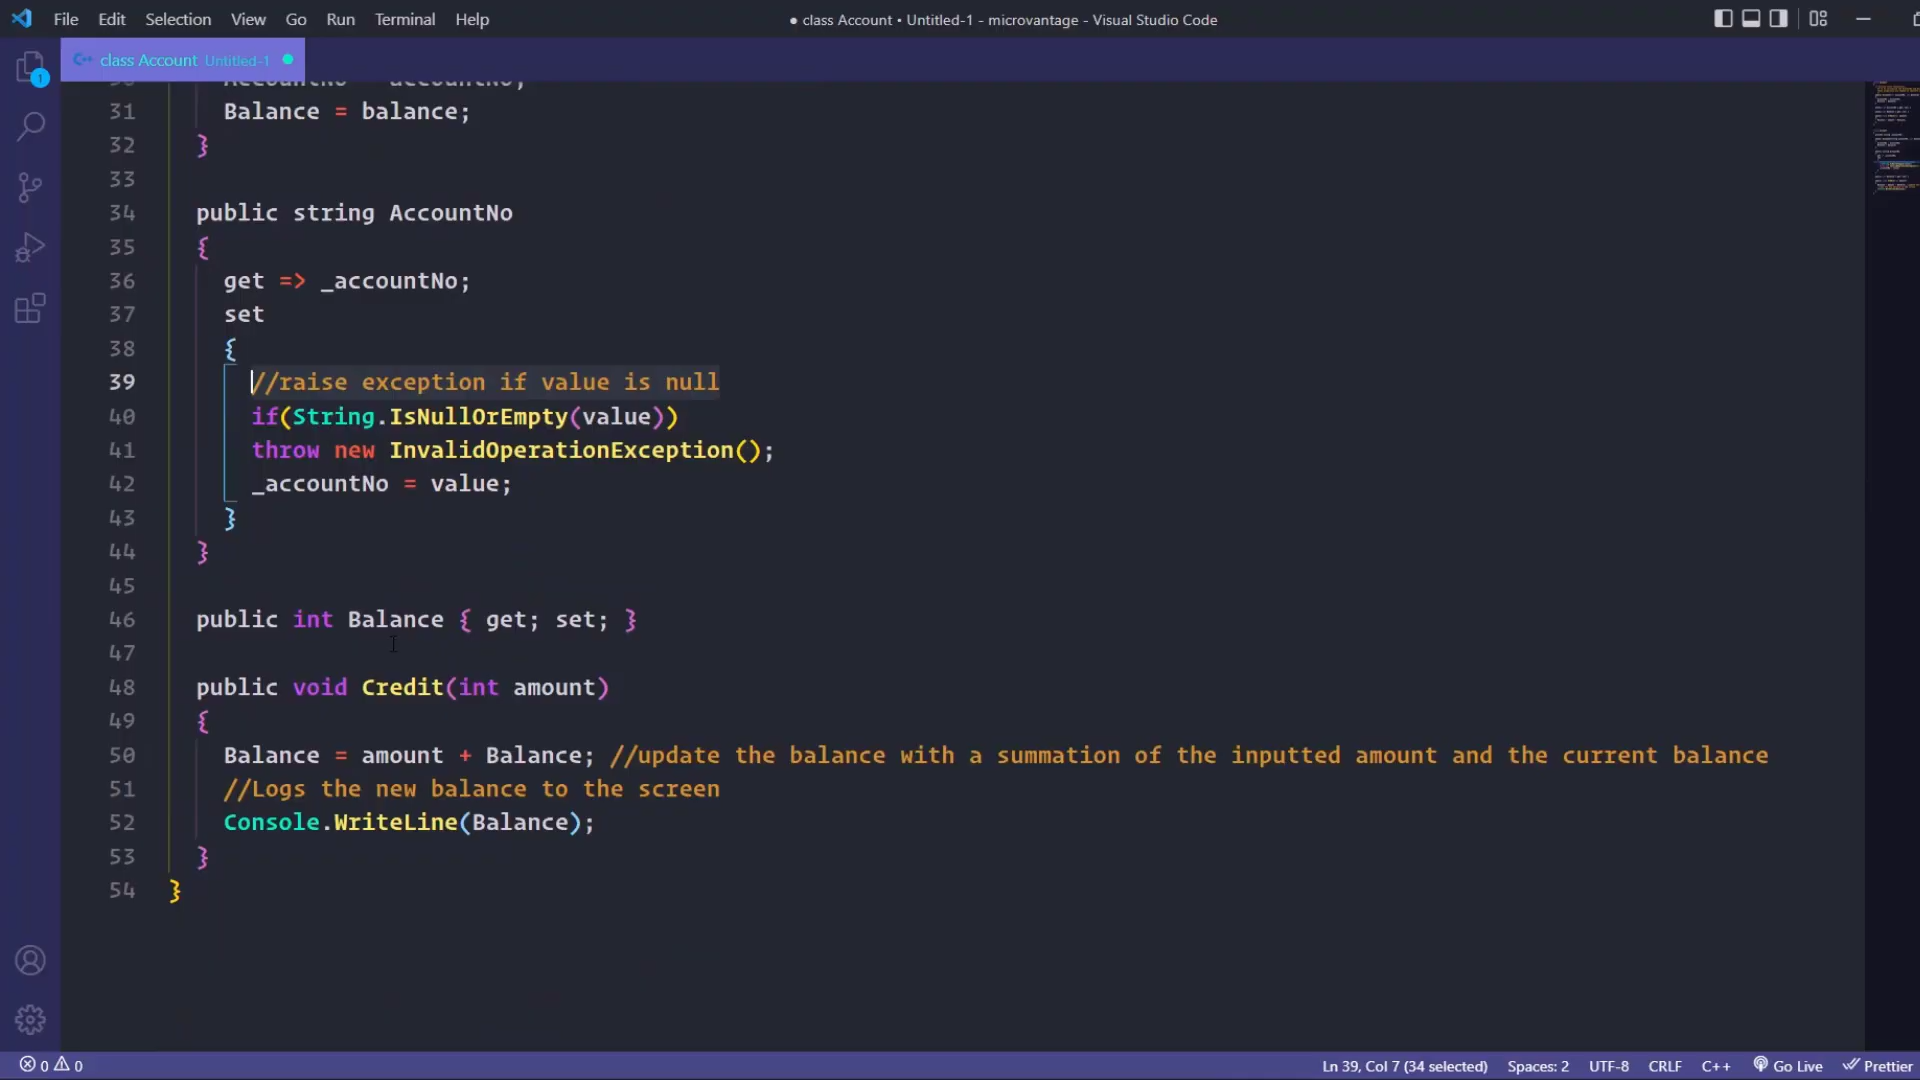 File Edit Selection View Go Run Terminal Help
● class Account • Untitled-1 - microvantage - Visual Studio Code
class Account Untitled-1
1
31 Balance = balance;
32 }
33
34 public string AccountNo
35 {
36 get => _accountNo;
37 set
38 {
39 //raise exception if value is null
40 if(String.IsNullOrEmpty(value))
41 throw new InvalidOperationException();
42 _accountNo = value;
43 }
44 }
45
46 public int Balance { get; set; }
47
48 public void Credit(int amount)
49 {
50 Balance = amount + Balance; //update the balance with a summation of the inputted amount and the current balance
51 //Logs the new balance to the screen
52 Console.WriteLine(Balance);
53 }
54 }
0 0 Ln 39, Col 7 (34 selected) Spaces: 2 UTF-8 CRLF C++ Go Live Prettier